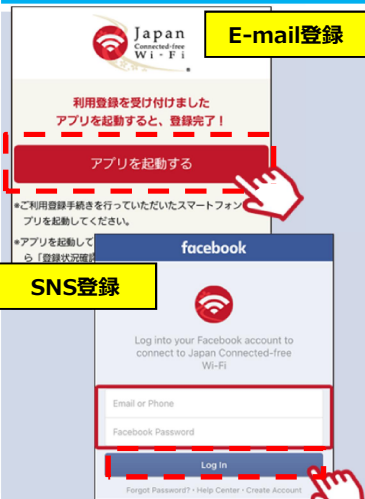 Japan
Connected-free
Wi-Fi
E-mail登録
利用登録を受け付けました
アプリを起動すると、登録完了！
アプリを起動する
※ご利用登録手続きを行っていただいたスマートフォン
プリを起動してください。
※アプリを起動して
ら「登録状況確認
SNS登録
facebook
Log into your Facebook account to
connect to Japan Connected-free
Wi-Fi
Email or Phone
Facebook Password
Log In
Forgot Password? • Help Center • Create Account